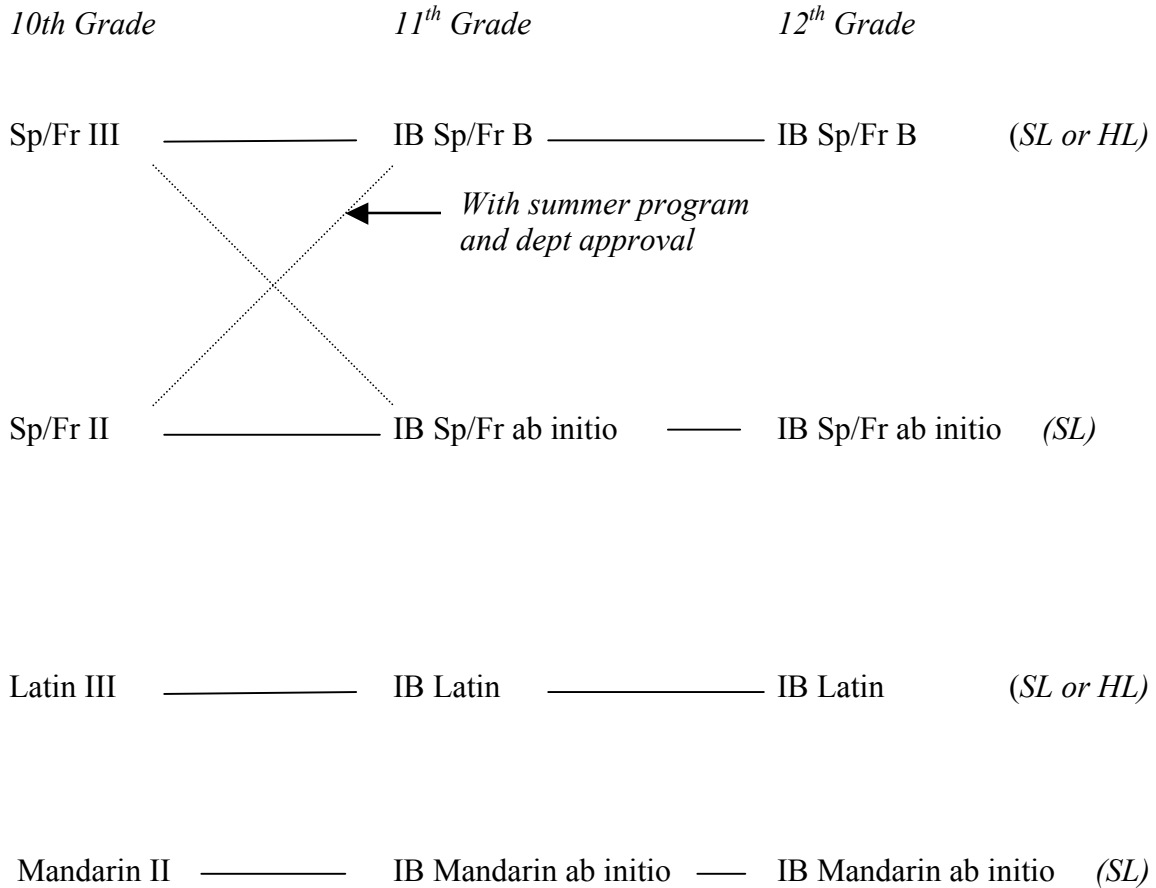 10th Grade 11th Grade 12th Grade
Sp/Fr III IB Sp/Fr B IB Sp/Fr B (SL or HL)
With summer program
and dept approval
Sp/Fr II IB Sp/Fr ab initio IB Sp/Fr ab initio (SL)
Latin III IB Latin IB Latin (SL or HL)
Mandarin II IB Mandarin ab initio IB Mandarin ab initio (SL)